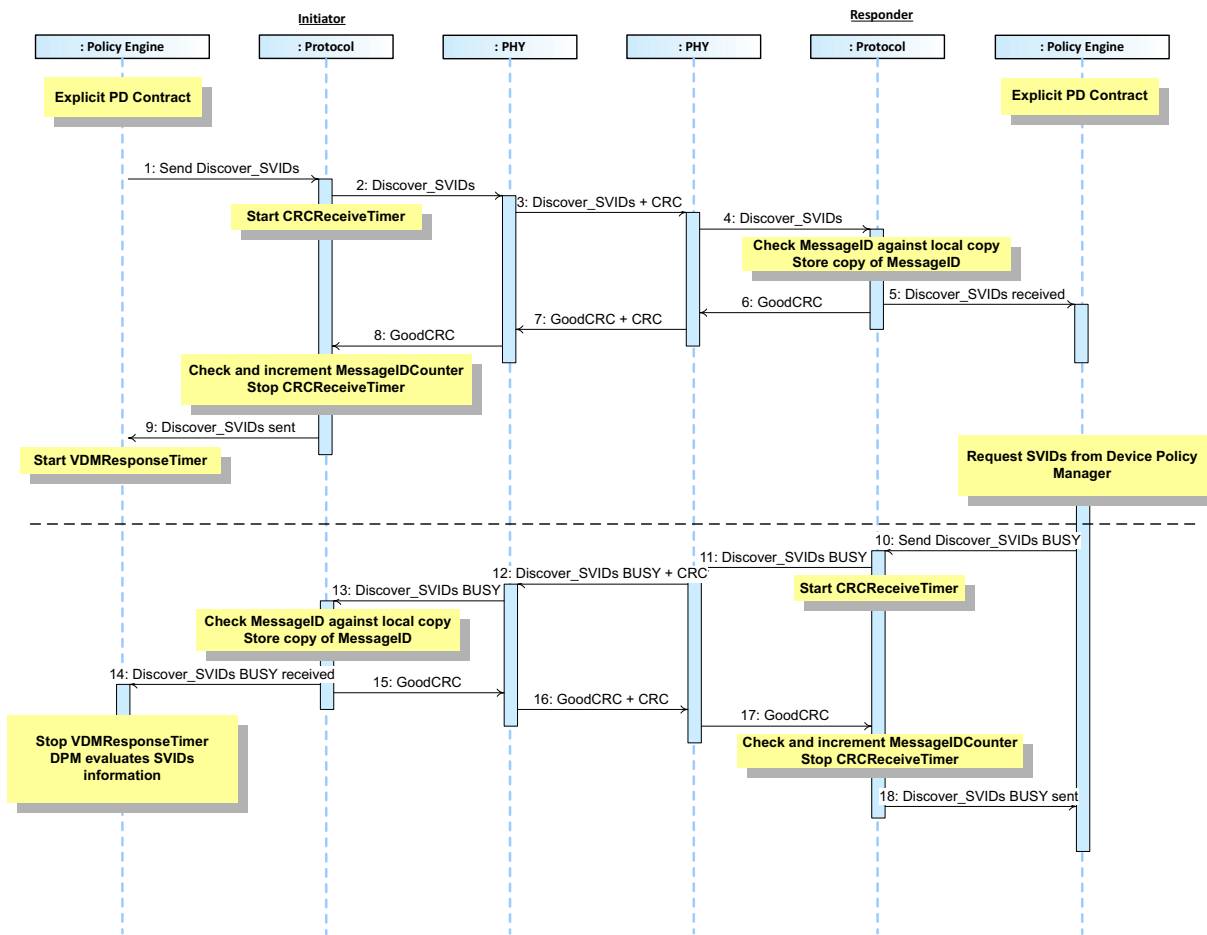 Initiator
Responder
: Policy Engine
: Protocol
: PHY
: PHY
: Protocol
: Policy Engine
Explicit PD Contract
Explicit PD Contract
1: Send Discover_SVIDs
2: Discover_SVIDs
Start CRCReceiveTimer
3: Discover_SVIDs + CRC
4: Discover_SVIDs
Check MessageID against local copy
Store copy of MessageID
5: Discover_SVIDs received
6: GoodCRC
7: GoodCRC + CRC
8: GoodCRC
Check and increment MessageIDCounter
Stop CRCReceiveTimer
9: Discover_SVIDs sent
Start VDMResponseTimer
Request SVIDs from Device Policy
Manager
10: Send Discover_SVIDs BUSY
11: Discover_SVIDs BUSY
Start CRCReceiveTimer
12: Discover_SVIDs BUSY + CRC
13: Discover_SVIDs BUSY
Check MessageID against local copy
Store copy of MessageID
14: Discover_SVIDs BUSY received
15: GoodCRC
16: GoodCRC + CRC
17: GoodCRC
Stop VDMResponseTimer
DPM evaluates SVIDs
information
Check and increment MessageIDCounter
Stop CRCReceiveTimer
18: Discover_SVIDs BUSY sent